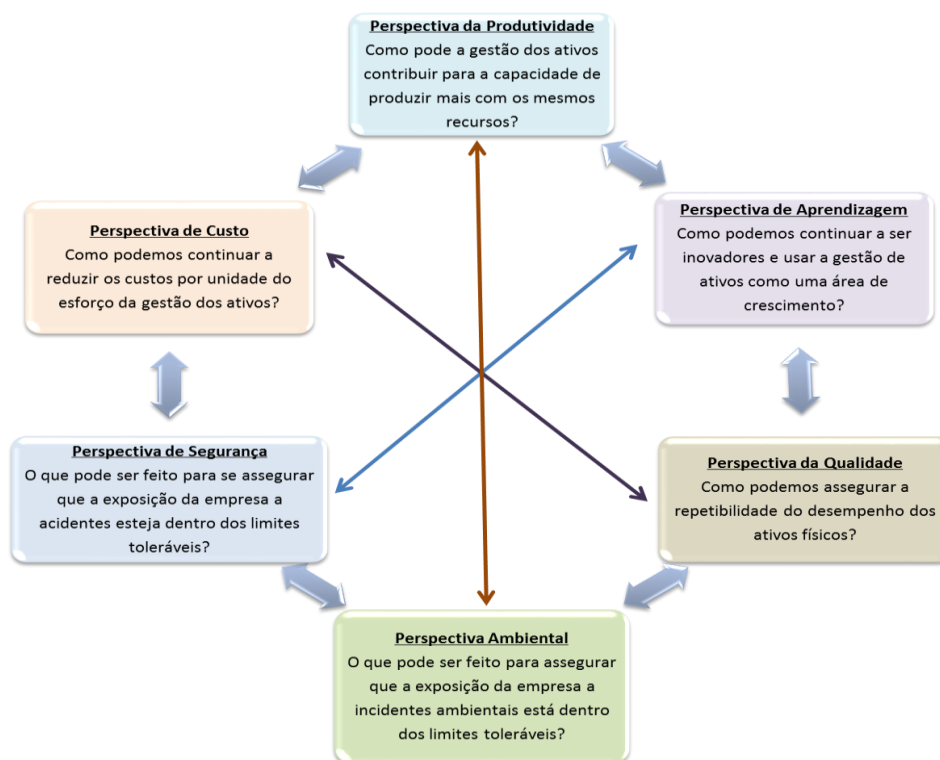 Perspectiva da Produtividade
Como pode a gestão dos ativos
contribuir para a capacidade de
produzir mais com os mesmos
recursos?
Perspectiva de Custo
Como podemos continuar a
reduzir os custos por unidade do
esforço da gestão dos ativos?
Perspectiva de Aprendizagem
Como podemos continuar a ser
inovadores e usar a gestão de
ativos como uma área de
crescimento?
Perspectiva de Segurança
O que pode ser feito para se assegurar
que a exposição da empresa a
acidentes esteja dentro dos limites
toleráveis?
Perspectiva da Qualidade
Como podemos assegurar a
repetibilidade do desempenho dos
ativos físicos?
Perspectiva Ambiental
O que pode ser feito para assegurar
que a exposição da empresa a
incidentes ambientais está dentro
dos limites toleráveis?